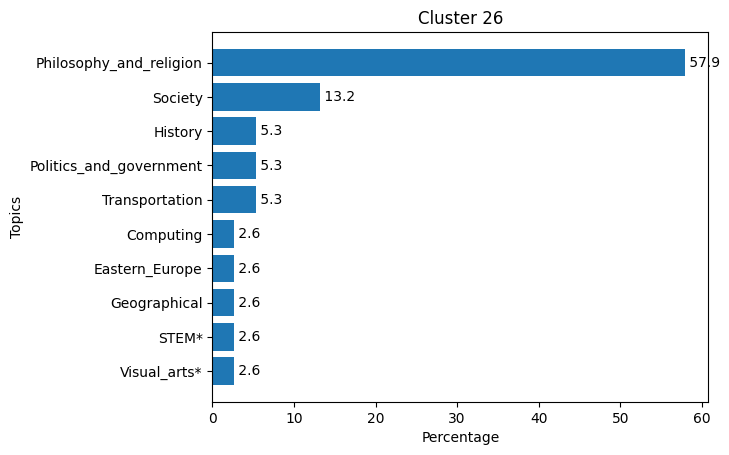 Cluster 26
Philosophy_and_religion 57.9
Society 13.2
History 5.3
Politics_and_government 5.3
Transportation 5.3
Computing 2.6
Eastern_Europe 2.6
Geographical 2.6
STEM* 2.6
Visual_arts* 2.6
Topics
0 10 20 30 40 50 60
Percentage